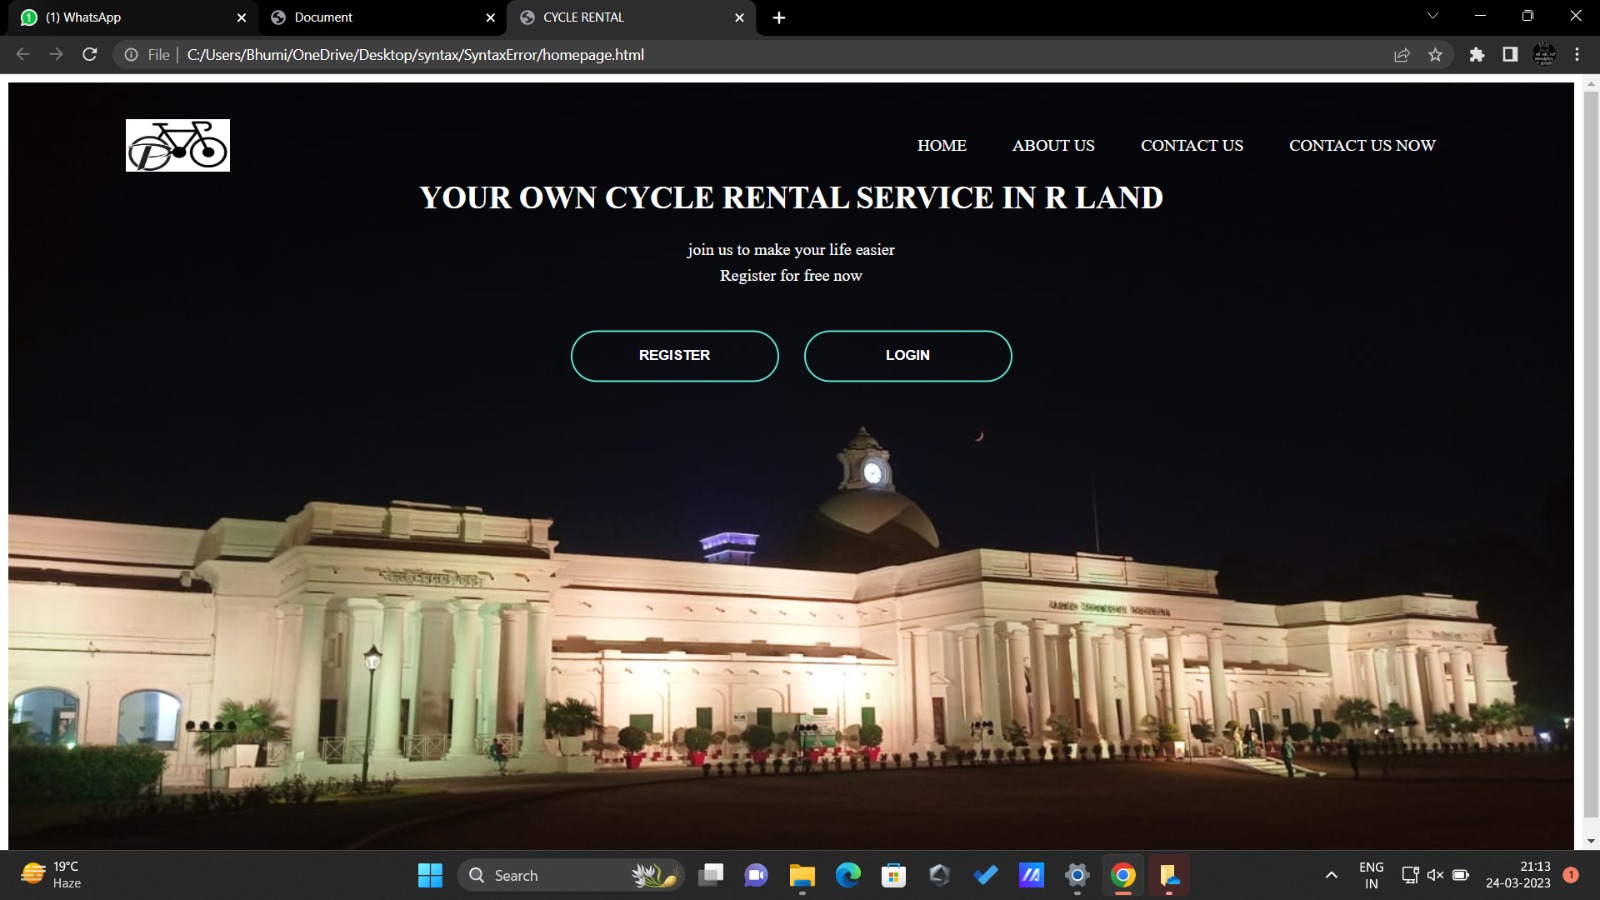 (1) WhatsApp
Document
CYCLE RENTAL
File | C:/Users/Bhumi/OneDrive/Desktop/syntax/SyntaxError/homepage.html
HOME ABOUT US CONTACT US CONTACT US NOW
YOUR OWN CYCLE RENTAL SERVICE IN R LAND
join us to make your life easier
Register for free now
REGISTER LOGIN
19°C
Haze
Search
ENG
IN
21:13
24-03-2023
1